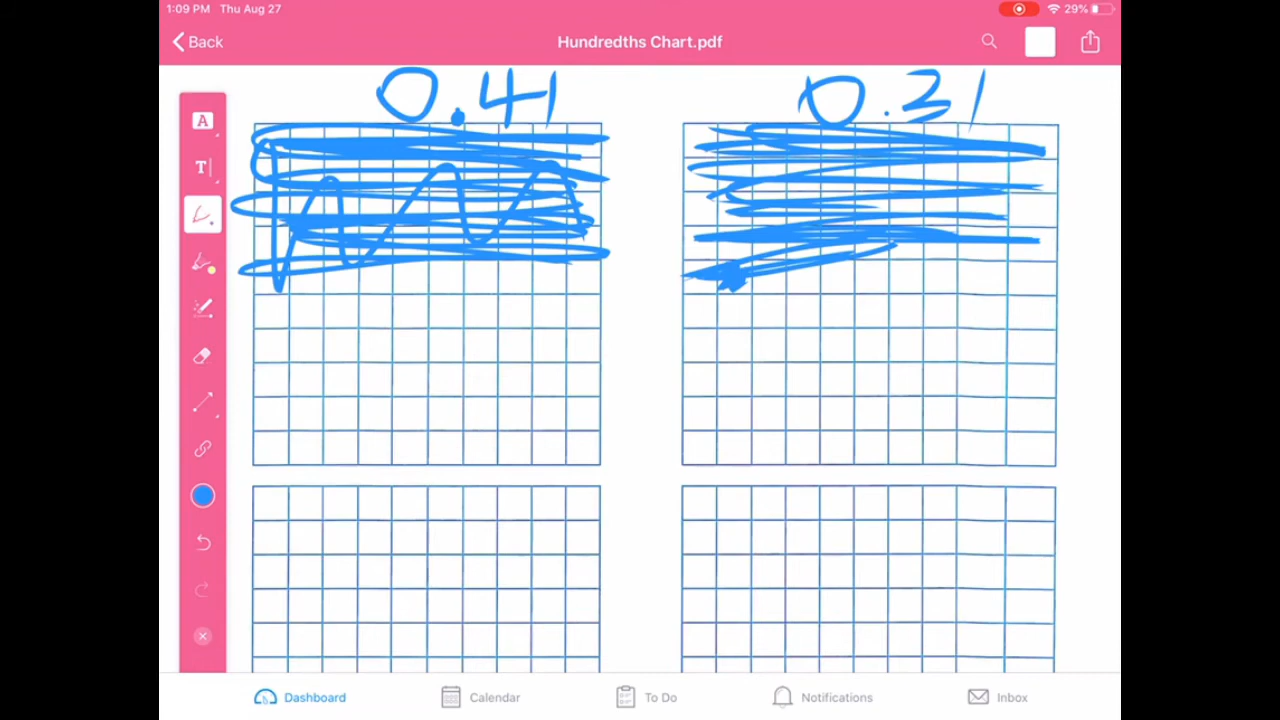 1:09 PM Thu Aug 27 29%
Back Hundredths Chart.pdf
0.41 0.31
A
T
Dashboard Calendar To Do Notifications Inbox